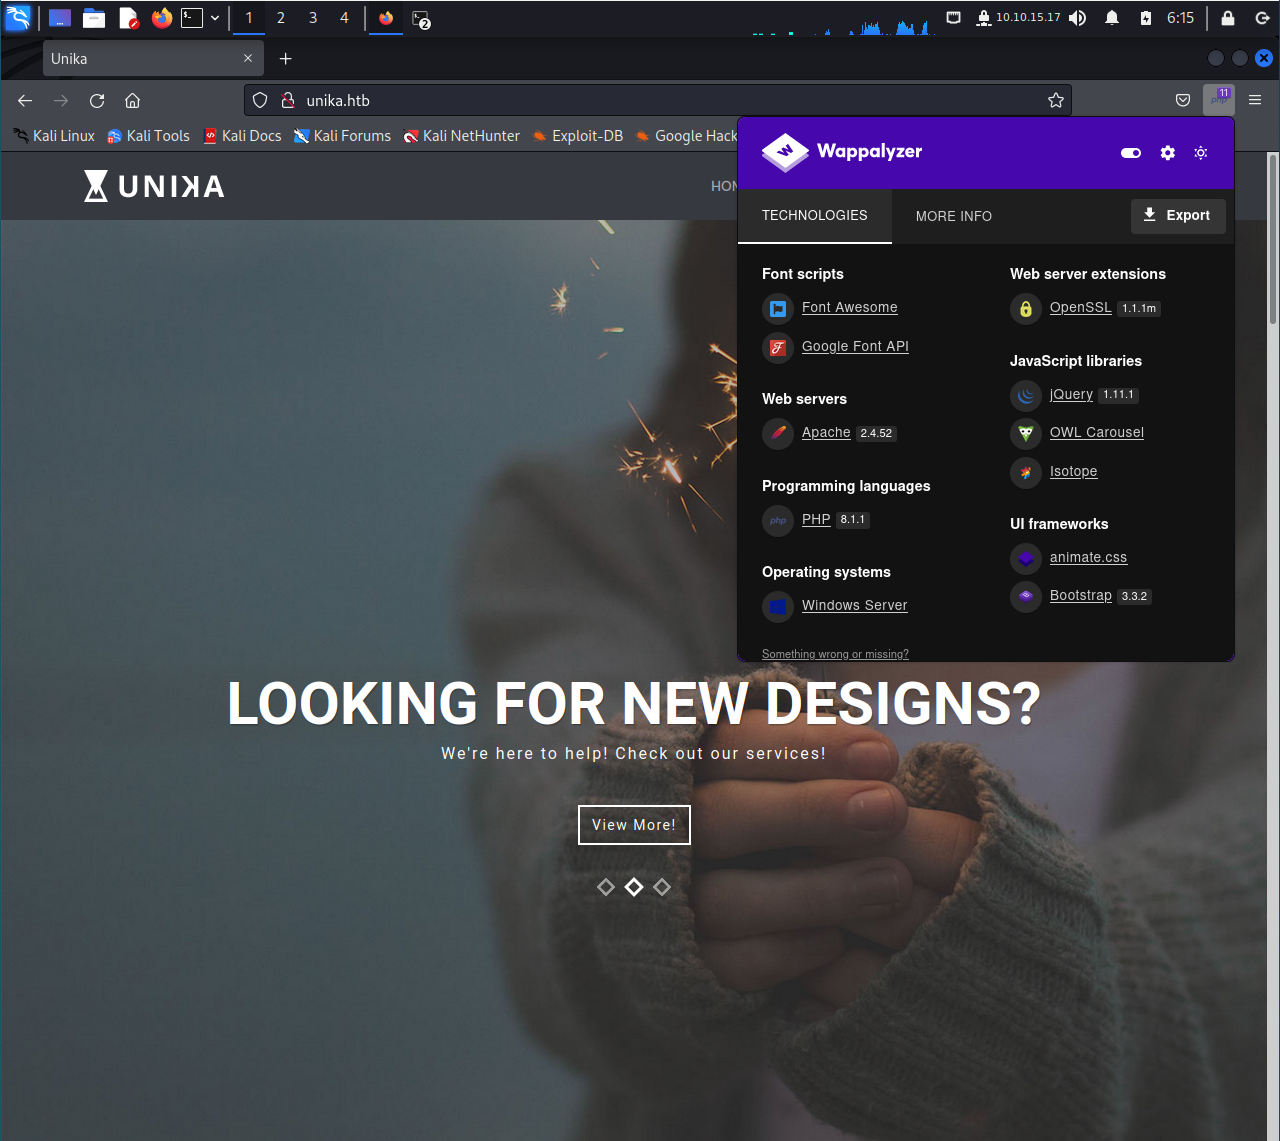 1
2
3
4
2
10.10.15.17
6:15
Unika
unika.htb
11
php
Kali Linux
Kali Tools
Kali Docs
Kali Forums
Kali NetHunter
Exploit-DB
Google Hack
UNIKA
HOM
Wappalyzer
TECHNOLOGIES
MORE INFO
Export
Font scripts
Font Awesome
Google Font API
Web servers
Apache 2.4.52
Programming languages
php PHP 8.1.1
Operating systems
Windows Server
Something wrong or missing?
Web server extensions
OpenSSL 1.1.1m
JavaScript libraries
jQuery 1.11.1
OWL Carousel
Isotope
UI frameworks
animate.css
Bootstrap 3.3.2
LOOKING FOR NEW DESIGNS?
We're here to help! Check out our services!
View More!